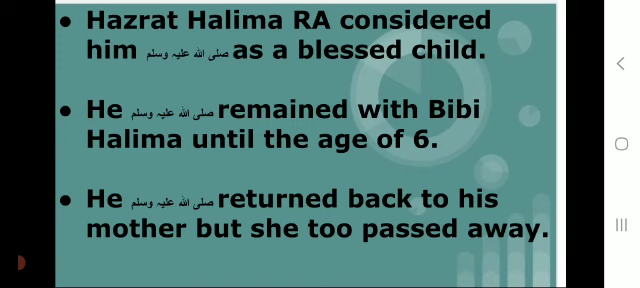 ● Hazrat Halima RA considered
him صلی اللہ علیہ وسلم as a blessed child.
● He صلی اللہ علیہ وسلم remained with Bibi
Halima until the age of 6.
● He صلی اللہ علیہ وسلم returned back to his
mother but she too passed away.